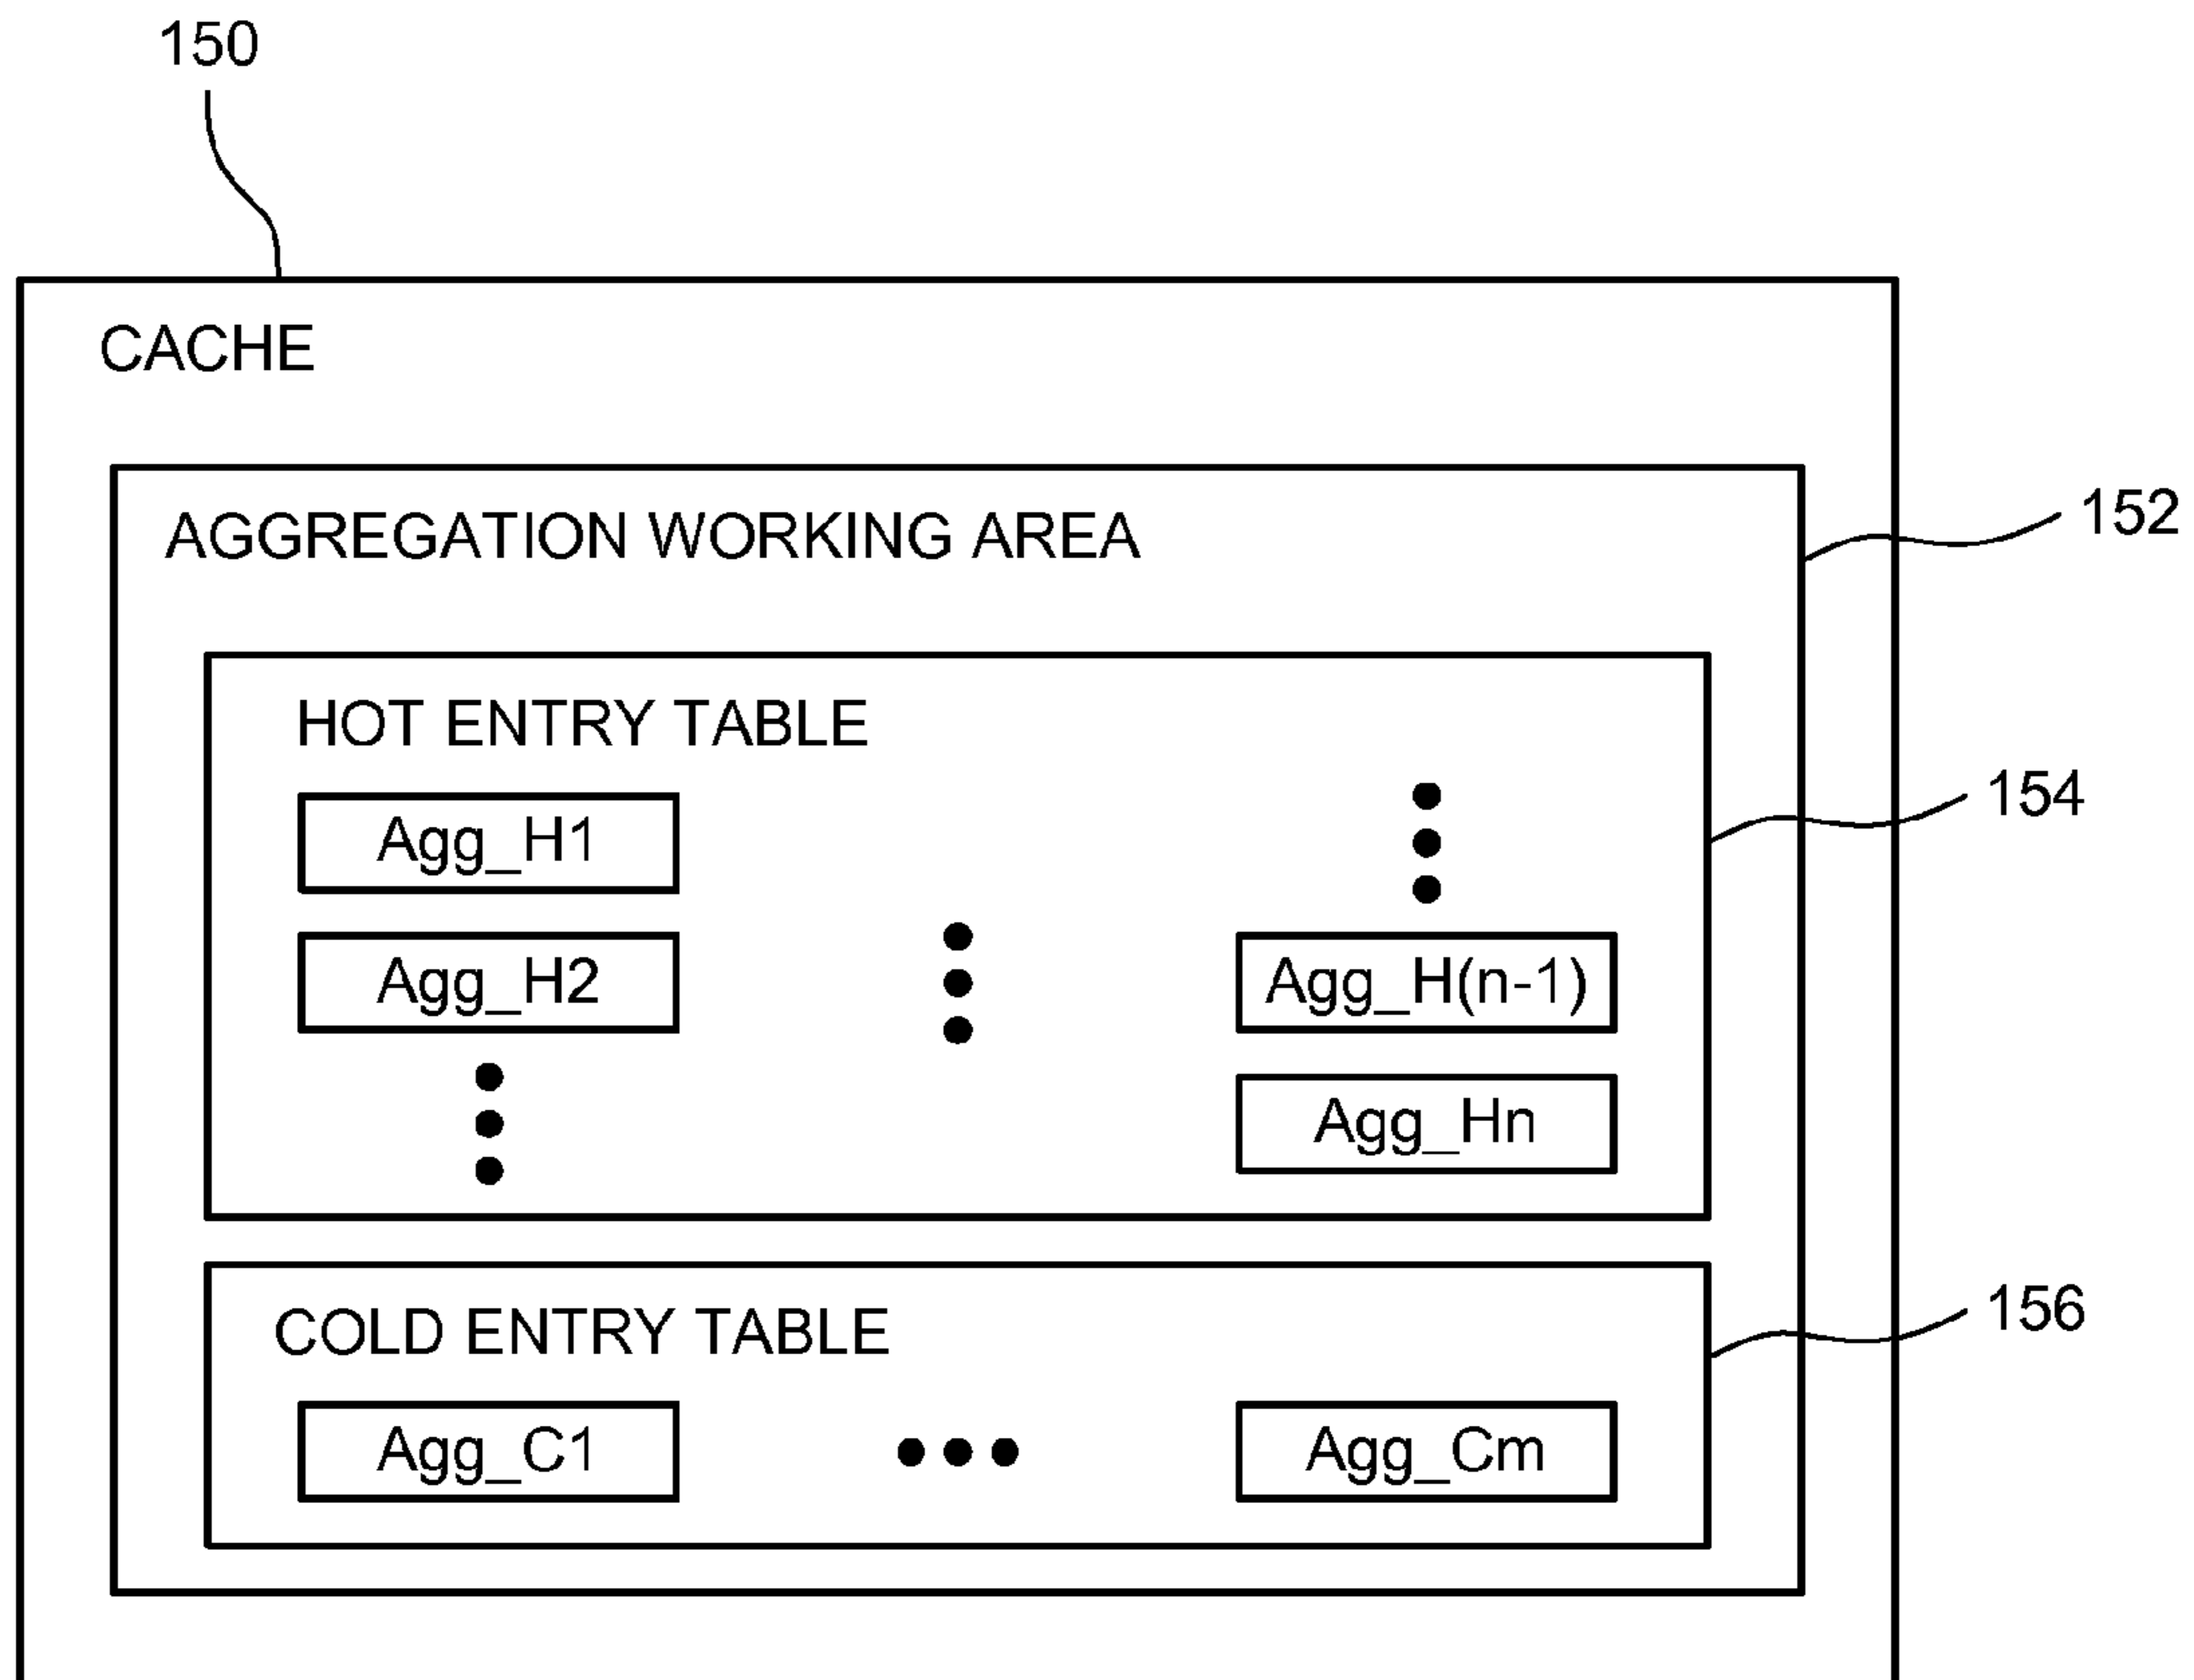 150
CACHE
AGGREGATION WORKING AREA
152
HOT ENTRY TABLE
154
Agg_H1
Agg_H2
Agg_H(n-1)
Agg_Hn
COLD ENTRY TABLE
156
Agg_C1
Agg_Cm